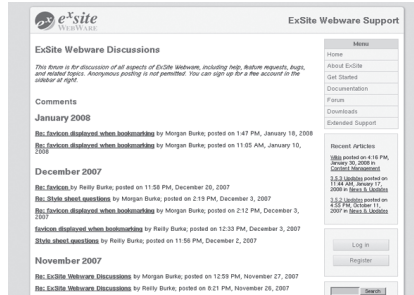 exsite
WEBWARE
ExSite Webware Support
ExSite Webware Discussions
This forum is for discussion of all aspects of ExSite Webware, including help, feature requests, bugs,
and related topics. Anonymous posting is not permitted. You can sign up for a free account in the
sidebar at right.
Comments
January 2008
Re: favicon displayed when bookmarking by Morgan Burke; posted on 1:47 PM, January 18, 2008
Re: favicon displayed when bookmarking by Morgan Burke; posted on 11:05 AM, January 10,
2008
December 2007
Re: favicon by Reilly Burke; posted on 11:58 PM, December 20, 2007
Re: Style sheet questions by Morgan Burke; posted on 2:19 PM, December 3, 2007
Re: favicon displayed when bookmarking by Morgan Burke; posted on 2:12 PM, December 3,
2007
favicon displayed when bookmarking by Reilly Burke; posted on 12:33 PM, December 3, 2007
Style sheet questions by Reilly Burke; posted on 11:56 PM, December 2, 2007
November 2007
Re: ExSite Webware Discussions by Morgan Burke; posted on 12:59 PM, November 27, 2007
Re: ExSite Webware Discussions by Reilly Burke; posted on 8:21 PM, November 26, 2007
Menu
Home
About ExSite
Get Started
Documentation
Forum
Downloads
Extended Support
Recent Articles
Wikis posted on 4:16 PM,
January 30, 2008 in
Content Management
3.5.3 Updates posted on
11:44 AM, January 17,
2008 in News & Updates
3.5.2 Updates posted on
4:55 PM, October 11,
2007 in News & Updates
Log in
Register
Search